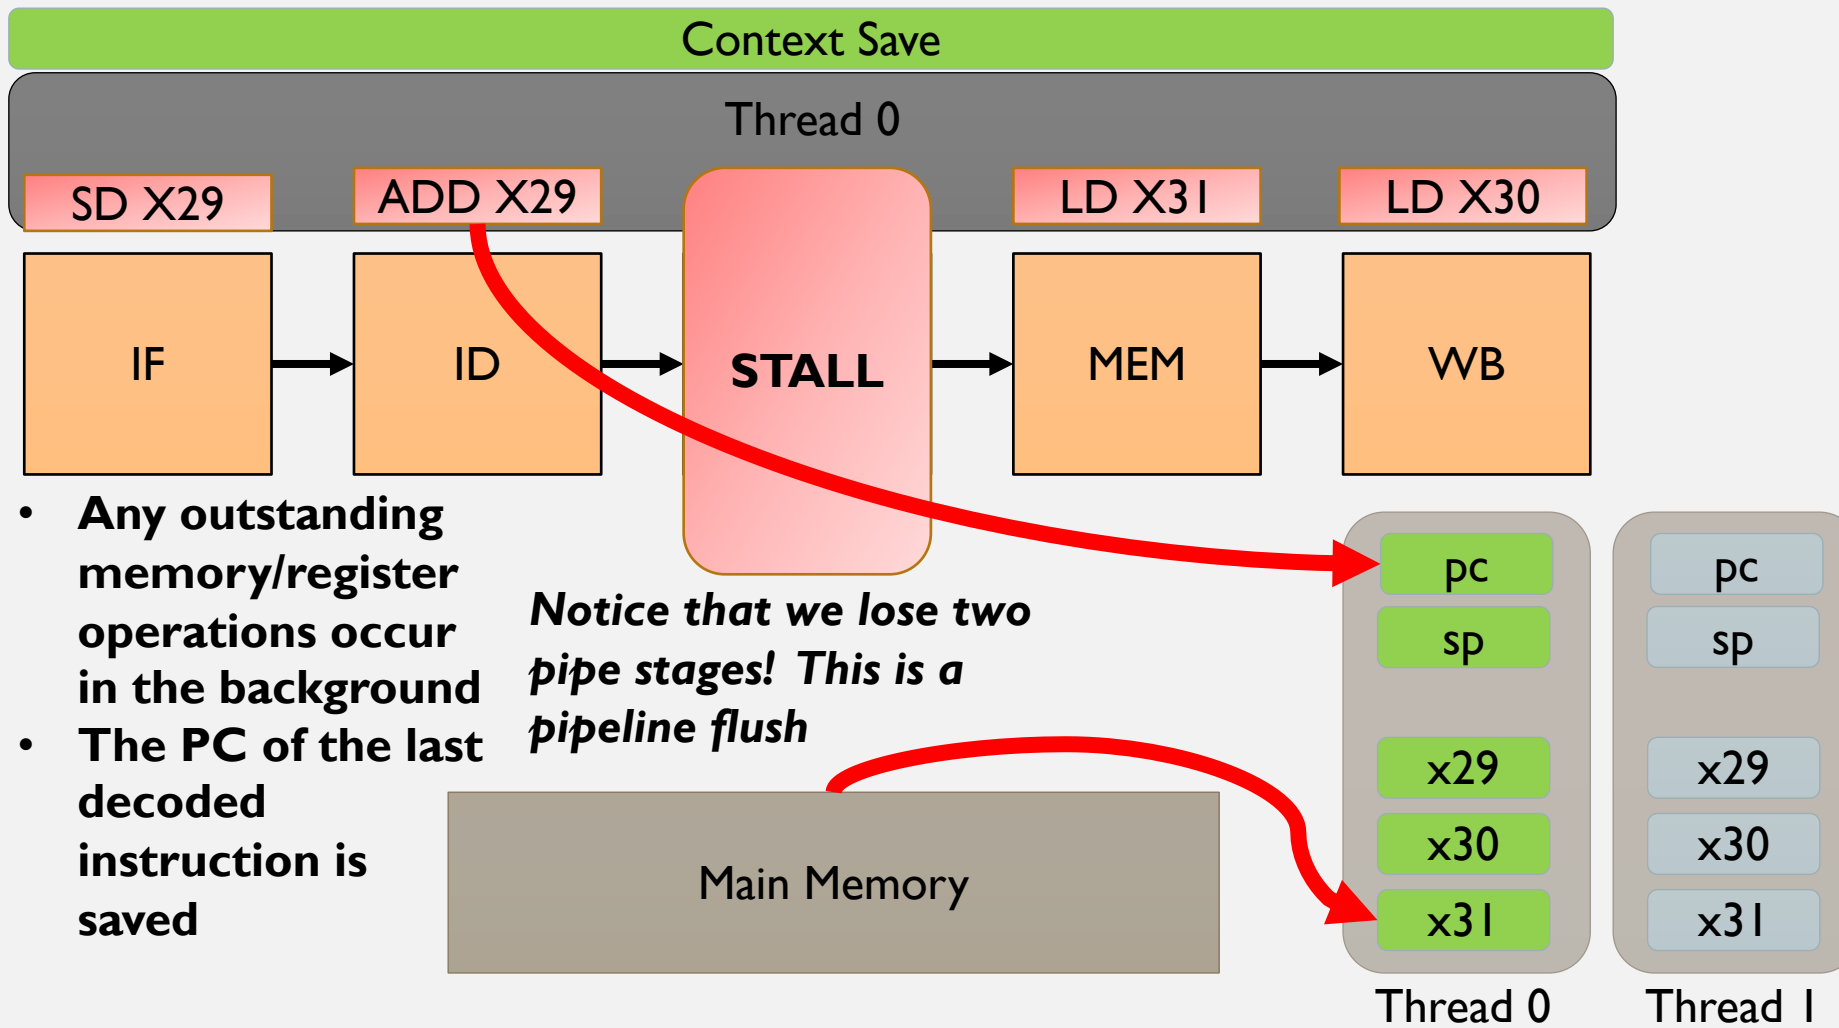 Context Save
Thread 0
SD X29
ADD X29
LD X31
LD X30
IF
ID
STALL
MEM
WB
• Any outstanding
memory/register
operations occur
in the background
• The PC of the last
decoded
instruction is
saved
Notice that we lose two
pipe stages! This is a
pipeline flush
Main Memory
pc
sp
x29
x30
x31
Thread 0
pc
sp
x29
x30
x31
Thread 1